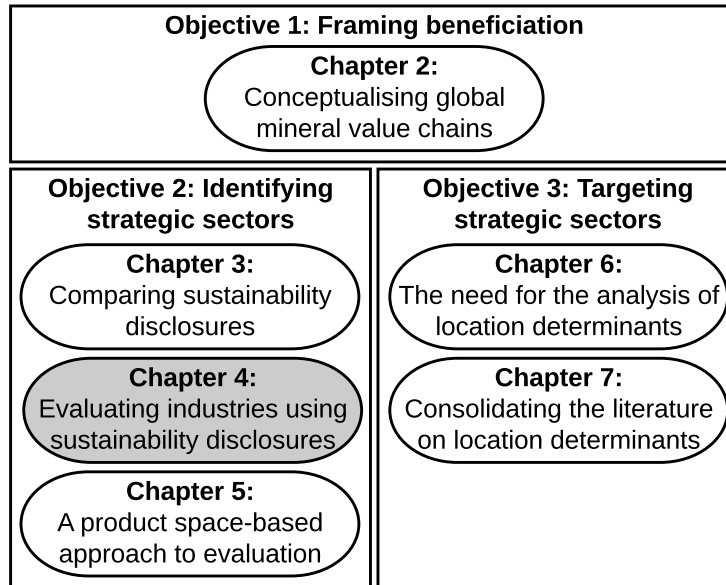 Objective 1: Framing beneficiation
Chapter 2:
Conceptualising global
mineral value chains
Objective 2: Identifying
strategic sectors
Chapter 3:
Comparing sustainability
disclosures
Chapter 4:
Evaluating industries using
sustainability disclosures
Chapter 5:
A product space-based
approach to evaluation
Objective 3: Targeting
strategic sectors
Chapter 6:
The need for the analysis of
location determinants
Chapter 7:
Consolidating the literature
on location determinants